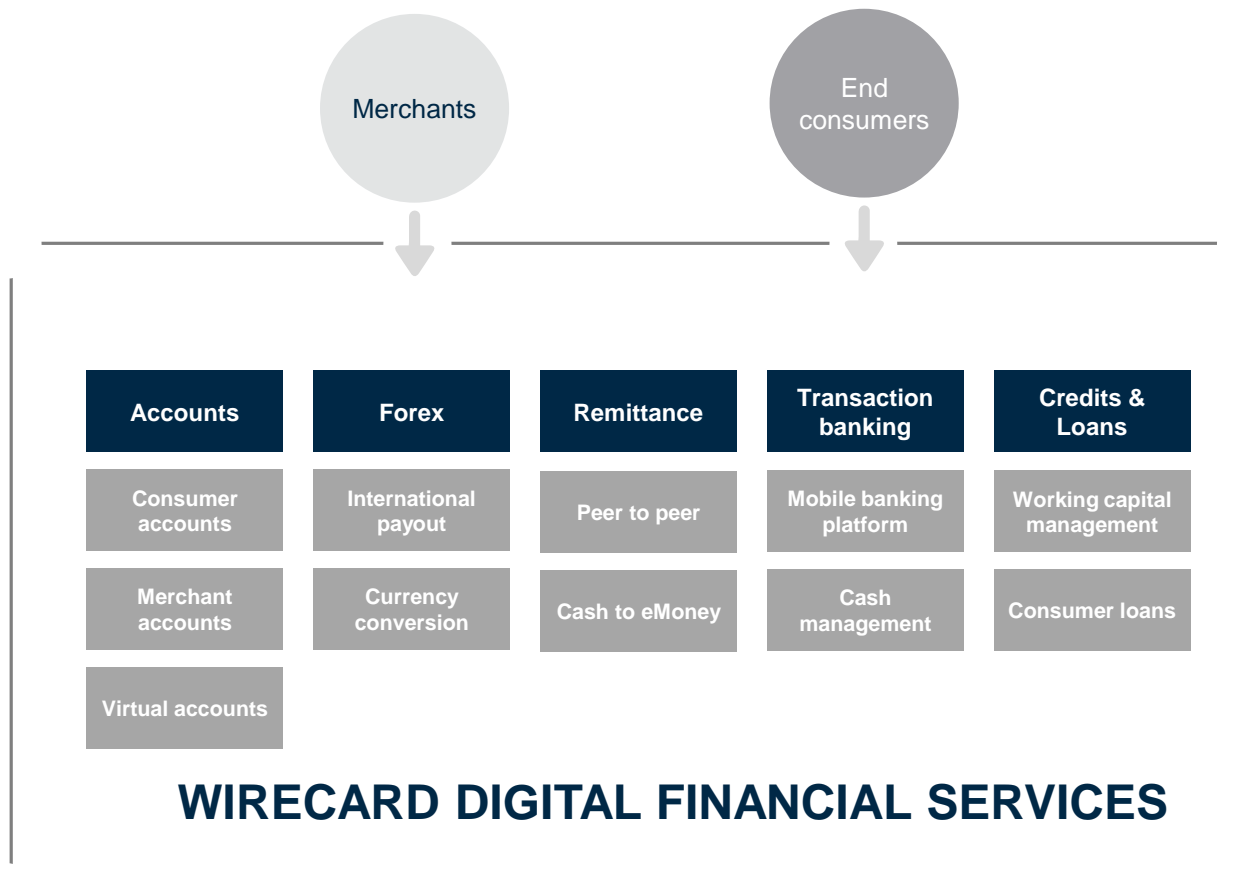 Merchants
End
consumers
Accounts
Forex
Remittance
Transaction
banking
Credits &
Loans
Consumer
accounts
International
payout
Peer to peer
Mobile banking
platform
Working capital
management
Merchant
accounts
Currency
conversion
Cash to eMoney
Cash
management
Consumer loans
Virtual accounts
WIRECARD DIGITAL FINANCIAL SERVICES